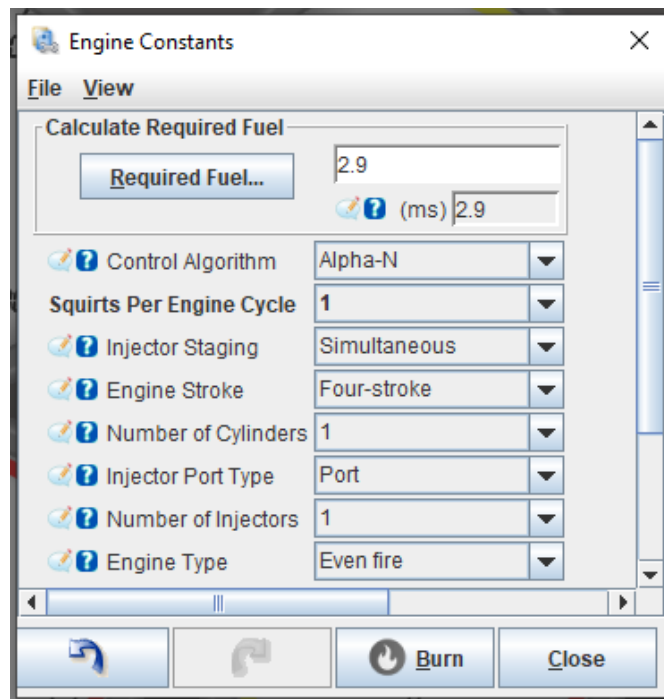 Engine Constants
File View
Calculate Required Fuel
Required Fuel...
2.9
? (ms) 2.9
? Control Algorithm Alpha-N
Squirts Per Engine Cycle 1
? Injector Staging Simultaneous
? Engine Stroke Four-stroke
? Number of Cylinders 1
? Injector Port Type Port
? Number of Injectors 1
? Engine Type Even fire
Burn Close